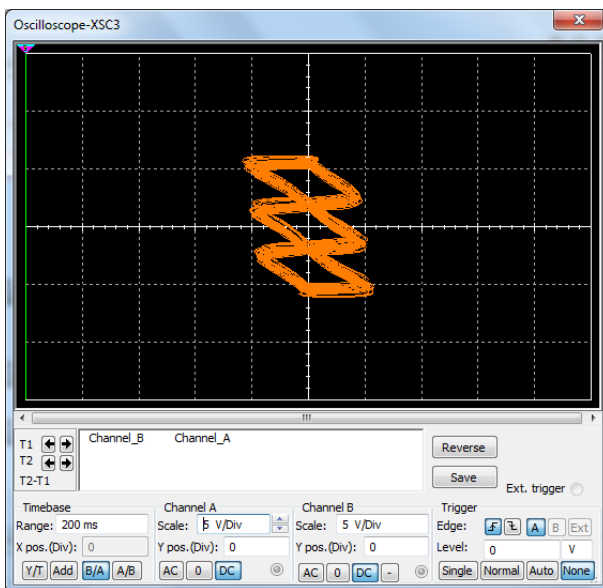 Oscilloscope-XSC3
T1 Channel_B Channel_A
T2
T2-T1
Reverse
Save
Ext. trigger
Timebase
Range: 200 ms
X pos.(Div): 0
Y/T Add B/A A/B
Channel A
Scale: 5 V/Div
Y pos.(Div): 0
AC 0 DC
Channel B
Scale: 5 V/Div
Y pos.(Div): 0
AC 0 DC -
Trigger
Edge: A B Ext
Level: 0 V
Single Normal Auto None